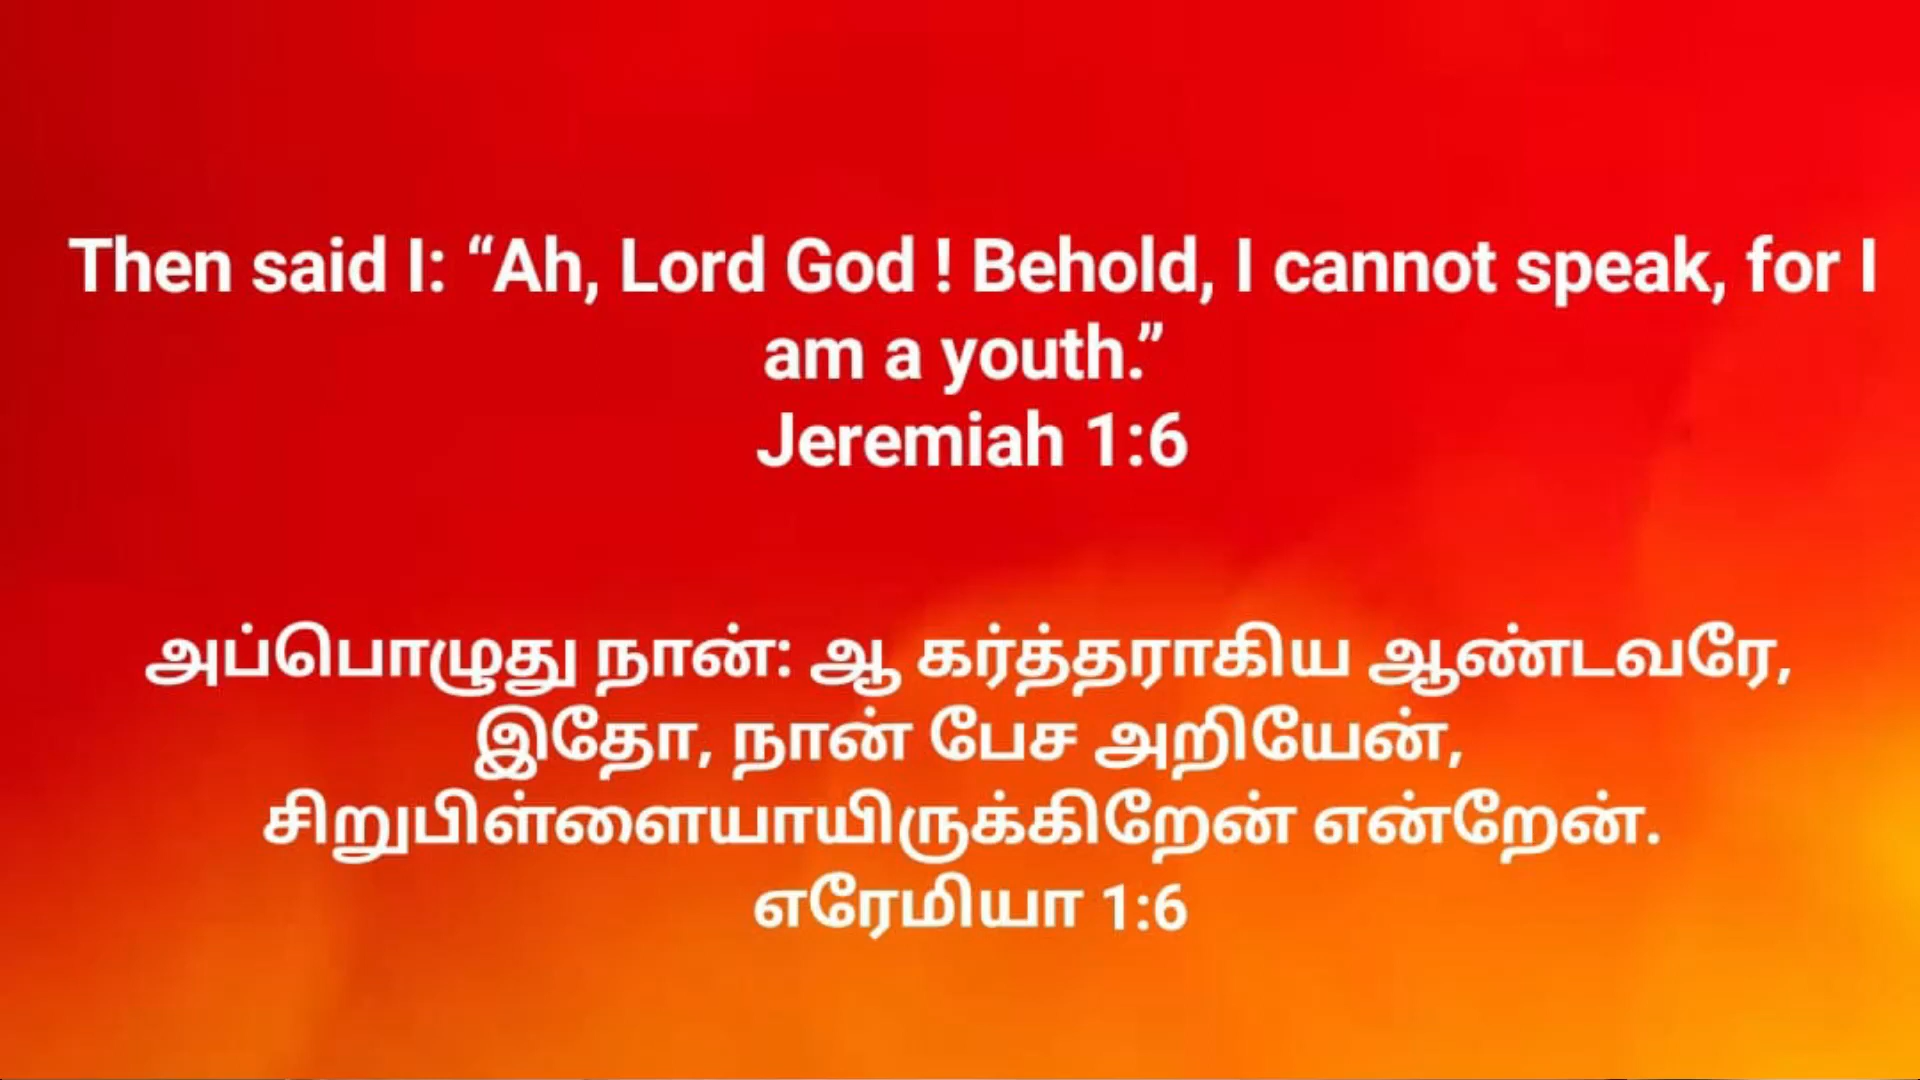 Then said I: “Ah, Lord God ! Behold, I cannot speak, for I
am a youth.”
Jeremiah 1:6
அப்பொழுது நான்: ஆ கர்த்தராகிய ஆண்டவரே,
இதோ, நான் பேச அறியேன்,
சிறுபிள்ளையாயிருக்கிறேன் என்றேன்.
எரேமியா 1:6